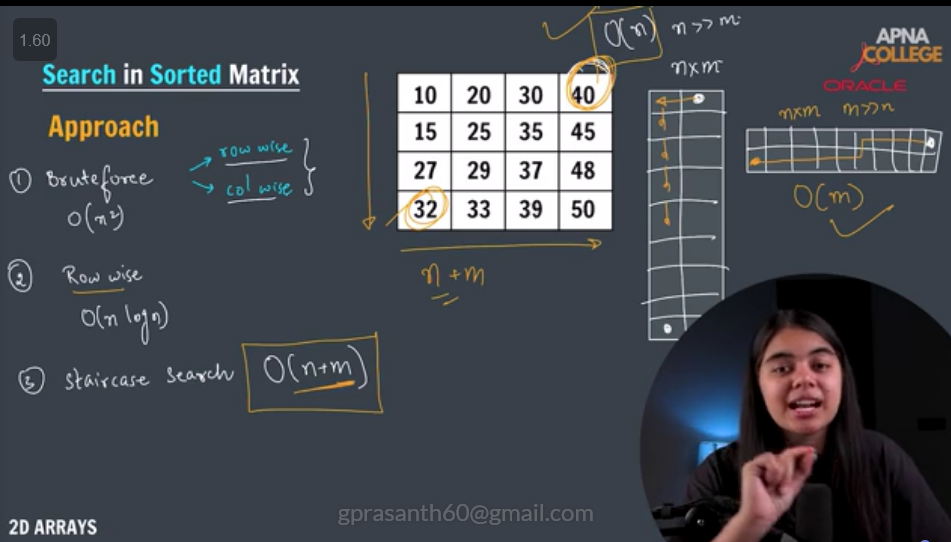 1.60
O(n) n >> m
APNA
COLLEGE
Search in Sorted Matrix
n×m
ORACLE
Approach
n×m m>>n
① Bruteforce
row wise
col wise
O(n²)
10 20 30 40
15 25 35 45
27 29 37 48
32 33 39 50
O(m)
n + m
② Row wise
O(n log n)
③ Staircase Search O(n+m)
gprasanth60@gmail.com
2D ARRAYS